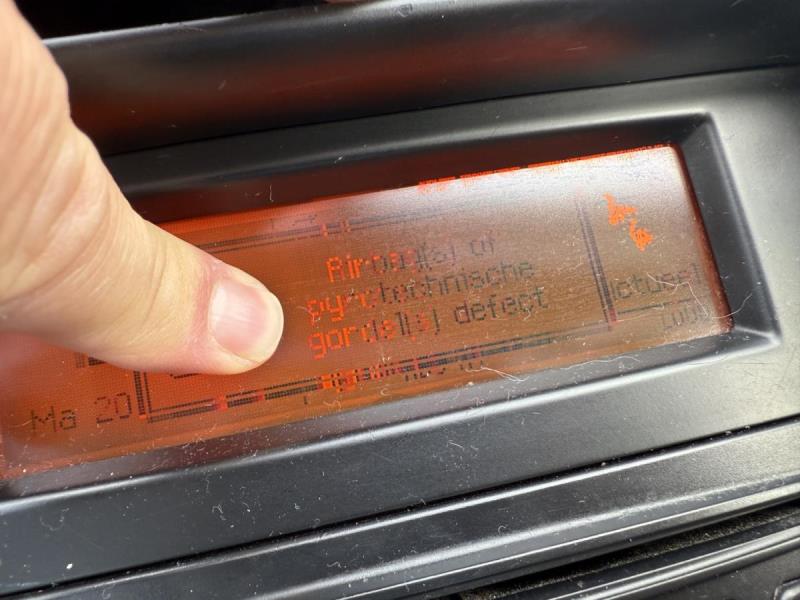 Airbag(s) of
pyrotechnische
gordel(s) defect
Ma 20